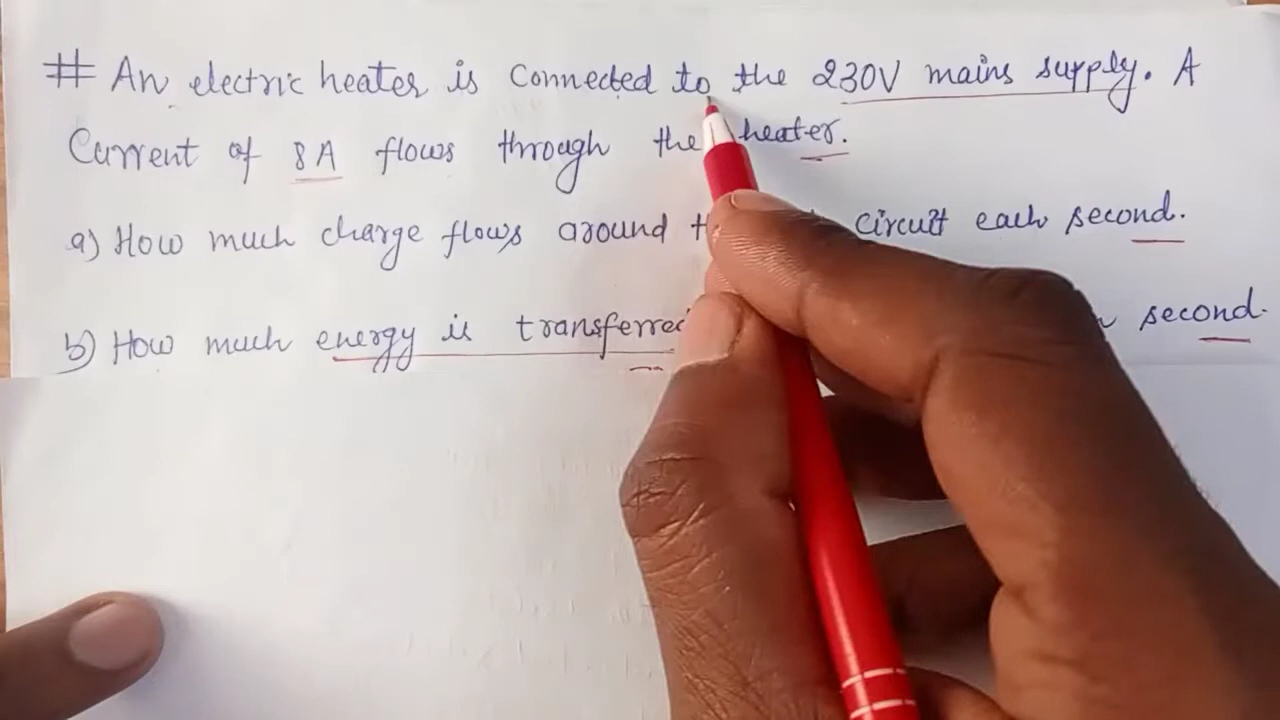 # An electric heater is connected to the 230V mains supply. A
Current of 8A flows through the heater.
a) How much charge flows around circuit each second.
b) How much energy is transferred second.